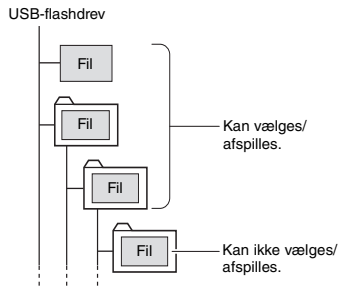 USB-flashdrev
Fil
Fil
Kan vælges/
afspilles.
Fil
Fil
Kan ikke vælges/
afspilles.